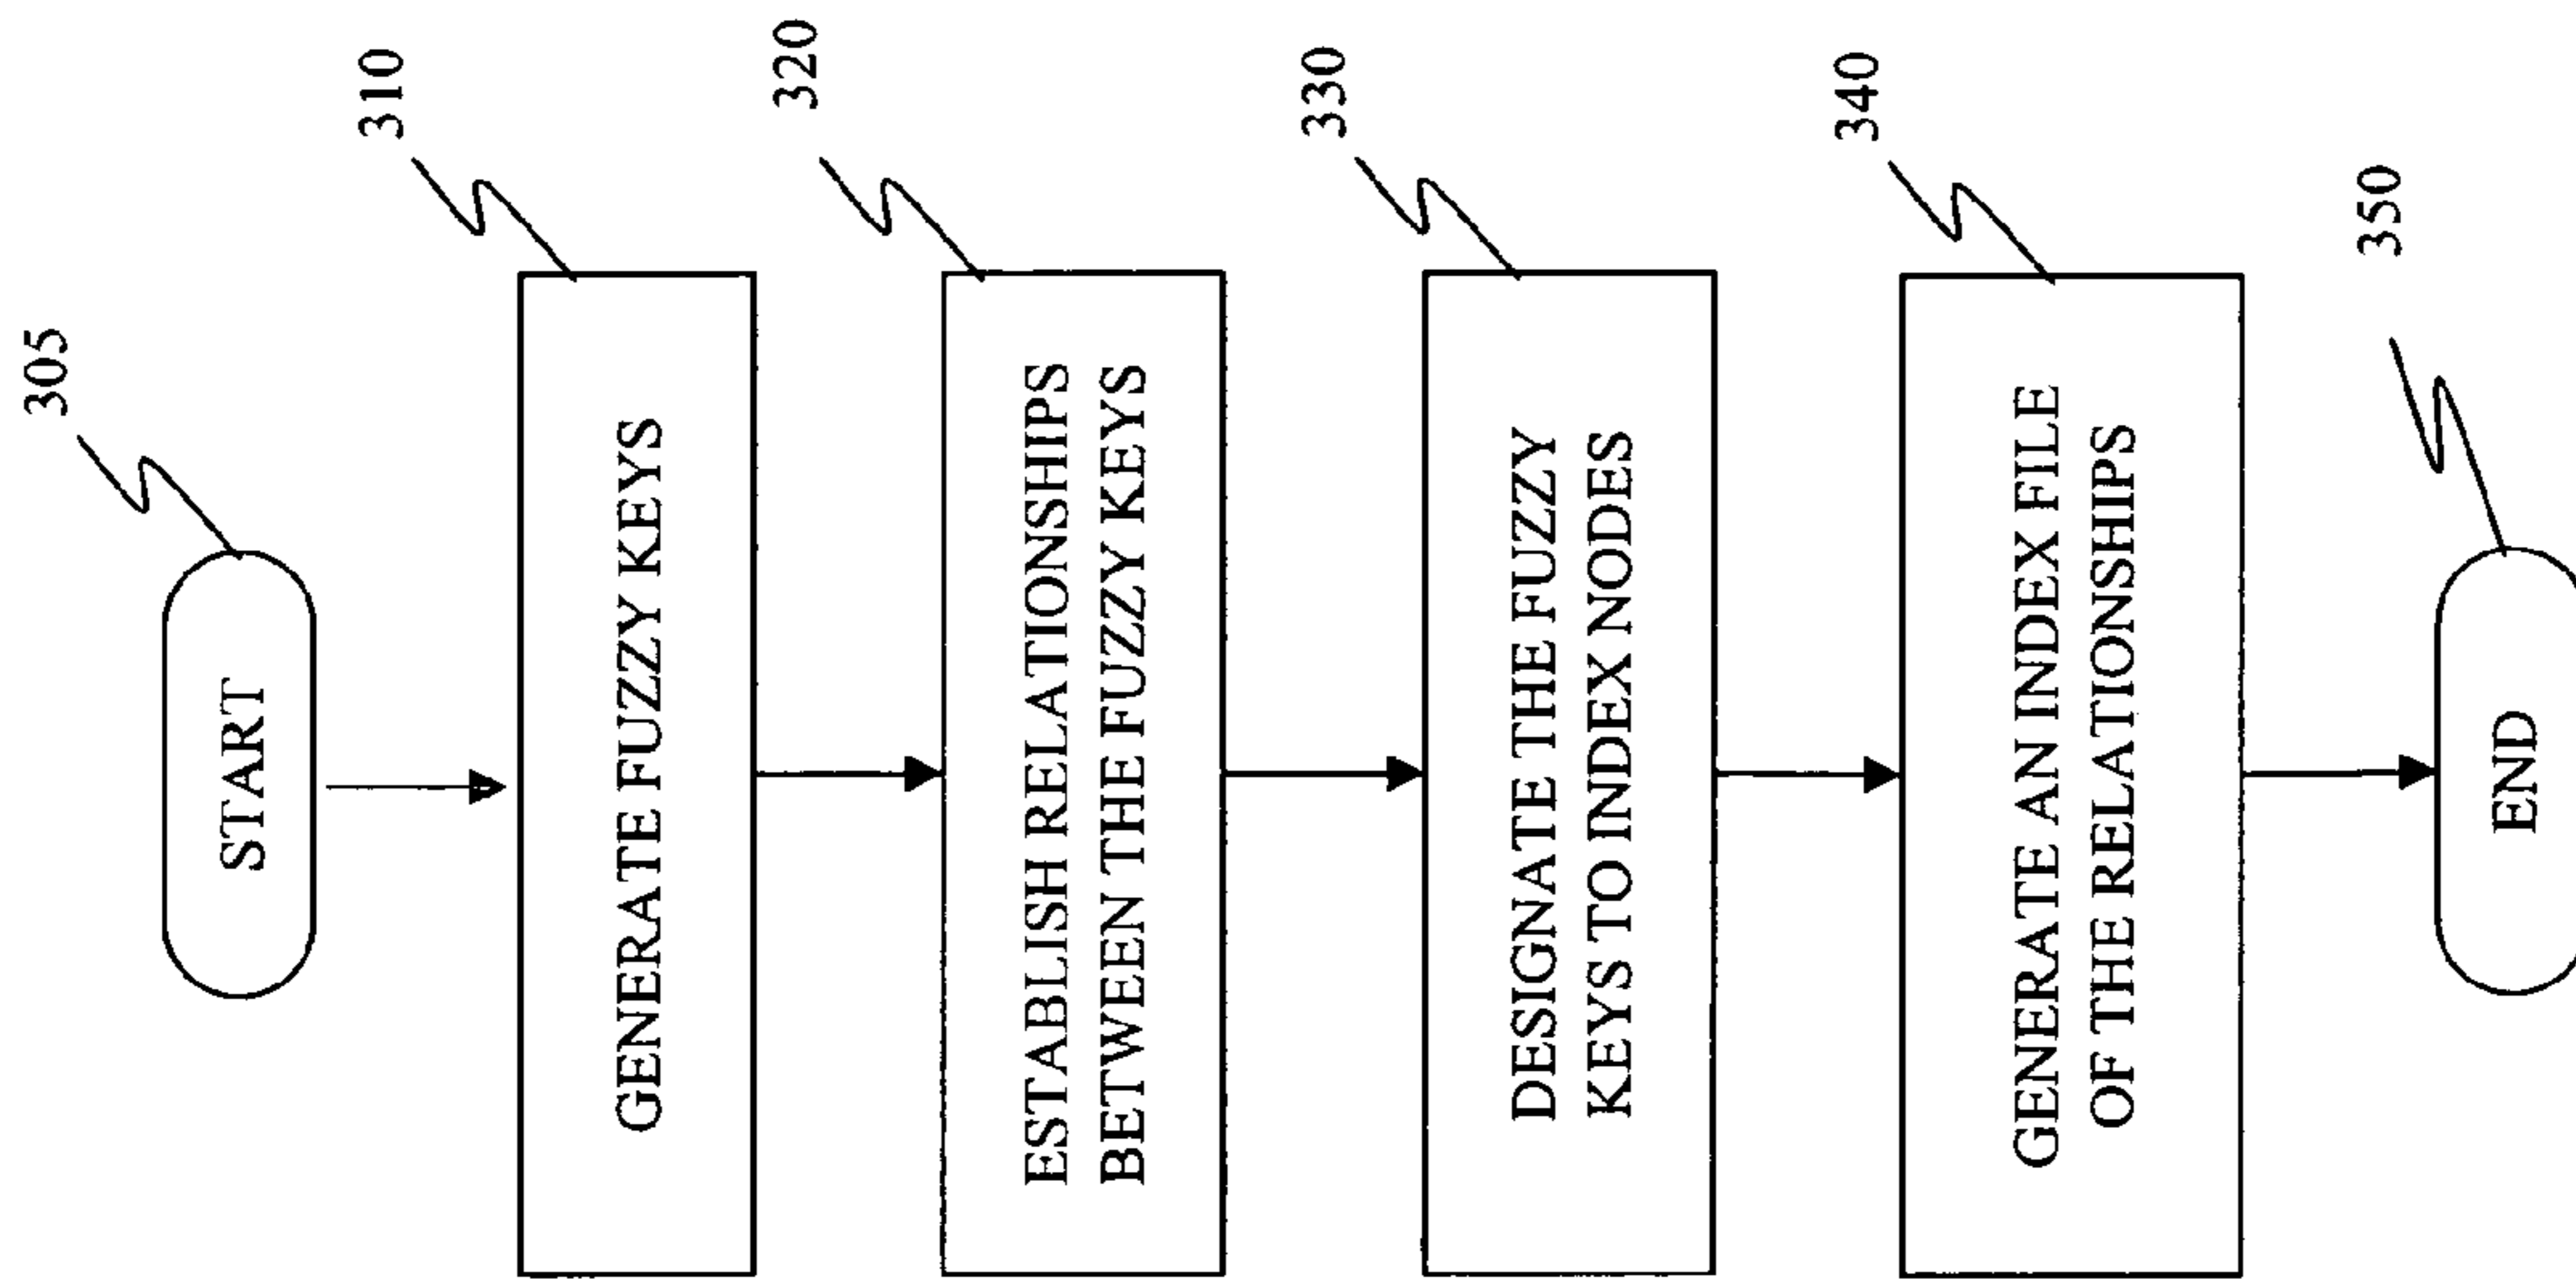 START
305
GENERATE FUZZY KEYS
310
ESTABLISH RELATIONSHIPS
BETWEEN THE FUZZY KEYS
320
DESIGNATE THE FUZZY
KEYS TO INDEX NODES
330
GENERATE AN INDEX FILE
OF THE RELATIONSHIPS
340
END
350